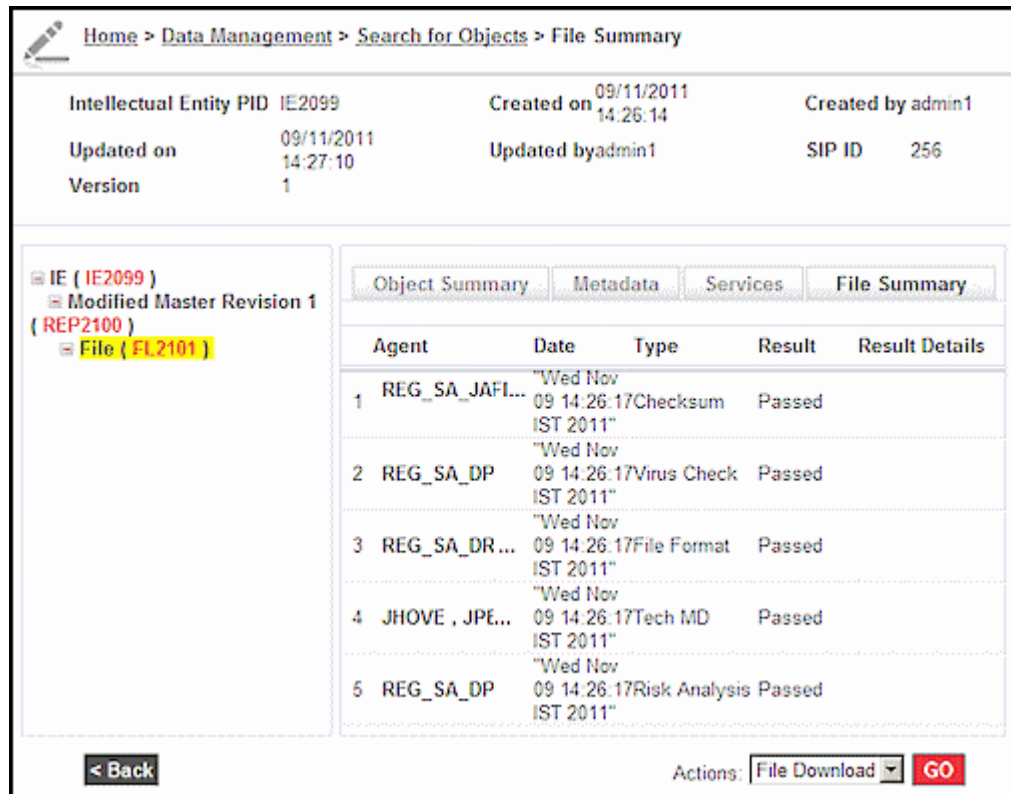 Home > Data Management > Search for Objects > File Summary
Intellectual Entity PID IE2099 Created on 09/11/2011 14:26:14 Created by admin1
Updated on 09/11/2011 14:27:10 Updated by admin1 SIP ID 256
Version 1
IE ( IE2099 )
Modified Master Revision 1
( REP2100 )
File ( FL2101 )
Object Summary Metadata Services File Summary
Agent Date Type Result Result Details
1 REG_SA_JAFI... "Wed Nov 09 14:26:17 IST 2011" Checksum Passed
2 REG_SA_DP "Wed Nov 09 14:26:17 IST 2011" Virus Check Passed
3 REG_SA_DR... "Wed Nov 09 14:26:17 IST 2011" File Format Passed
4 JHOVE , JPE... "Wed Nov 09 14:26:17 IST 2011" Tech MD Passed
5 REG_SA_DP "Wed Nov 09 14:26:17 IST 2011" Risk Analysis Passed
< Back Actions: File Download GO